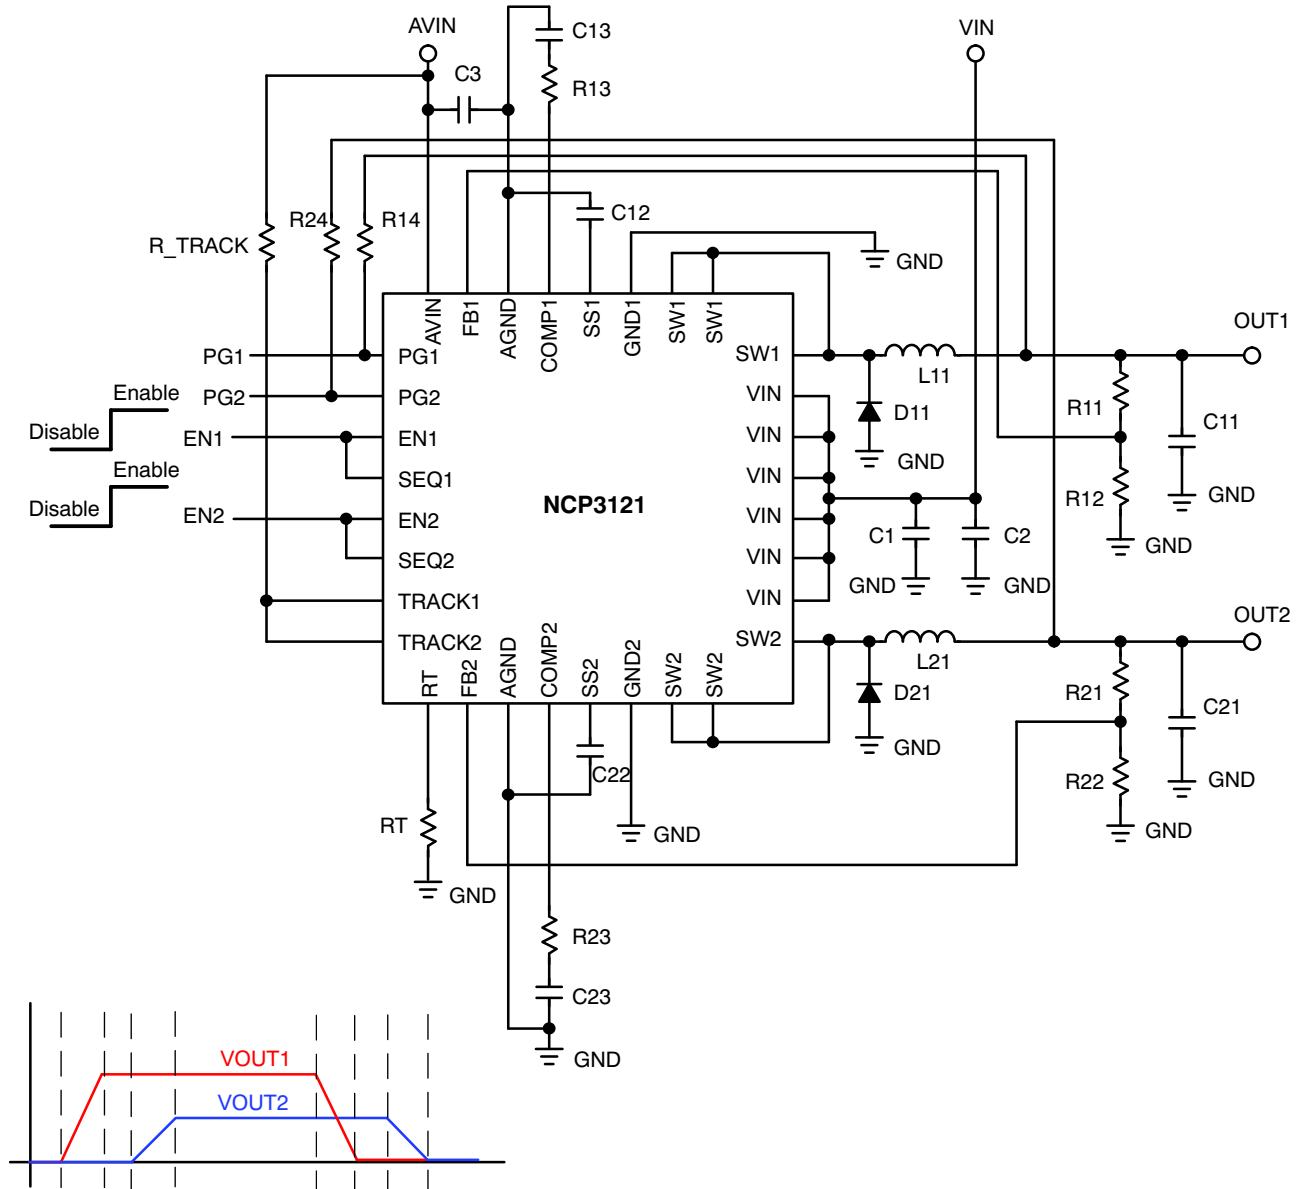 AVIN
C13
VIN
C3
R13
R24
R14
C12
R_TRACK
GND
AVIN
FB1
AGND
COMP1
SS1
GND1
SW1
SW1
OUT1
PG1
PG1
SW1
L11
Enable
PG2
PG2
VIN
D11
R11
C11
Disable
EN1
EN1
VIN
GND
Enable
SEQ1
VIN
R12
GND
Disable
EN2
EN2
NCP3121
VIN
C1
C2
GND
SEQ2
VIN
GND
GND
TRACK1
VIN
OUT2
TRACK2
SW2
L21
RT
FB2
AGND
COMP2
SS2
GND2
SW2
SW2
D21
R21
C21
GND
C22
R22
GND
RT
GND
GND
GND
R23
C23
GND
VOUT1
VOUT2